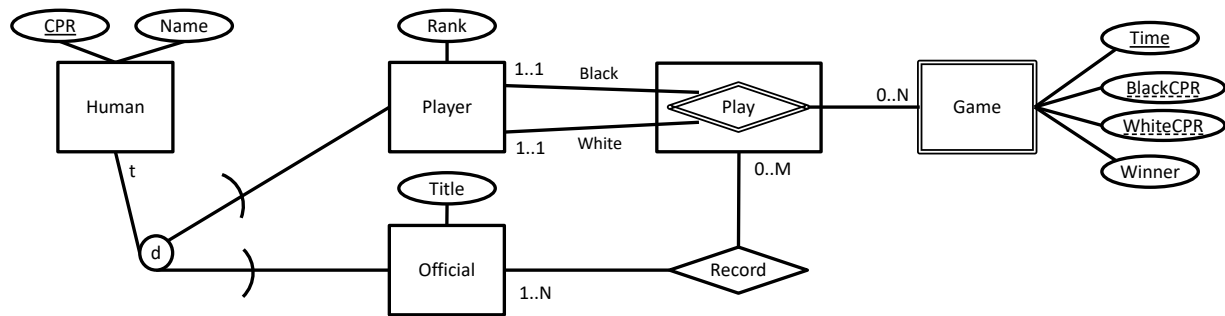 CPR
Name
Human
t
d
Rank
Player
1..1
Black
1..1
White
Play
0..N
Game
Time
BlackCPR
WhiteCPR
Winner
Title
Official
1..N
Record
0..M